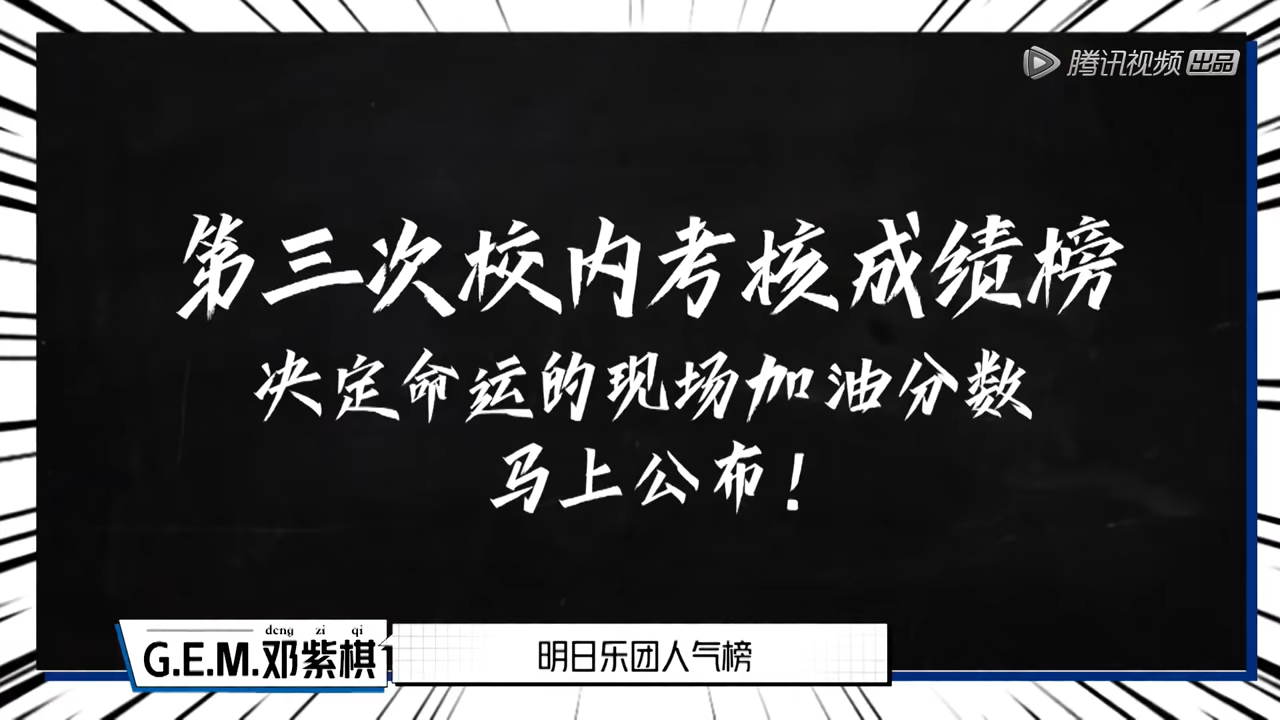 腾讯视频 出品
第三次校内考核成绩榜
决定命运的现场加油分数
马上公布！
deng zi qi
G.E.M.邓紫棋
明日乐团人气榜